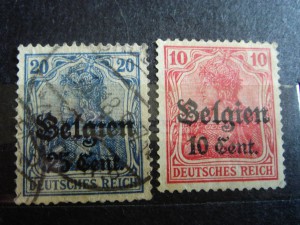 20 20
Belgien
25 Cent.
DEUTSCHES REICH
10 10
Belgien
10 Cent.
DEUTSCHES REICH